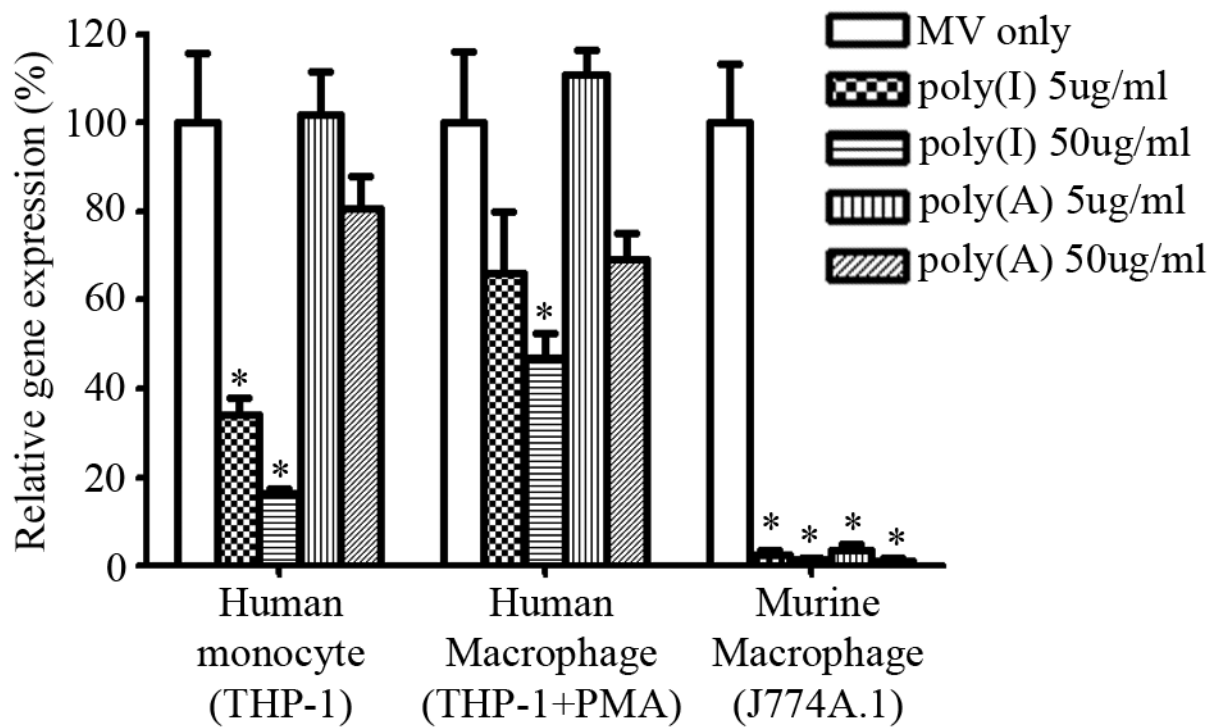 Relative gene expression (%)
120
100
80
60
40
20
0
* * * * * * *
Human
monocyte
(THP-1)
Human
Macrophage
(THP-1+PMA)
Murine
Macrophage
(J774A.1)
MV only
poly(I) 5ug/ml
poly(I) 50ug/ml
poly(A) 5ug/ml
poly(A) 50ug/ml